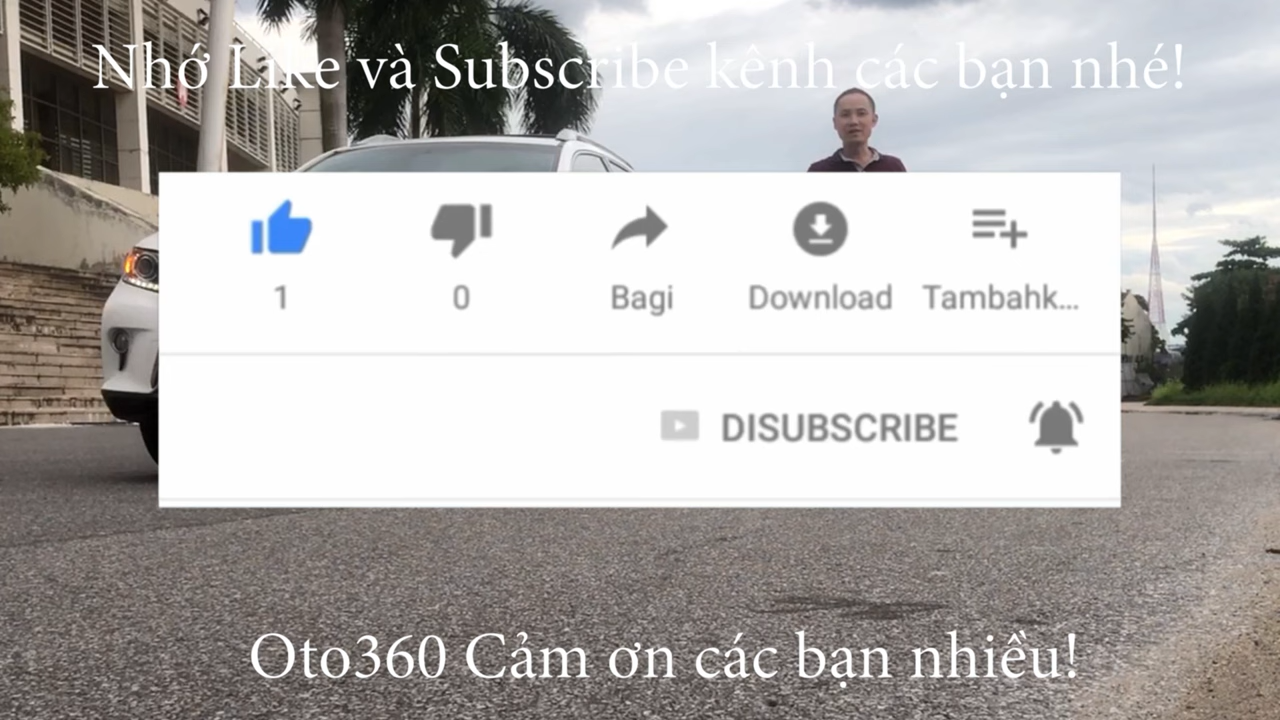 Nhớ Like và Subscribe kênh các bạn nhé!
1 0 Bagi Download Tambahk...
DISUBSCRIBE
Oto360 Cảm ơn các bạn nhiều!